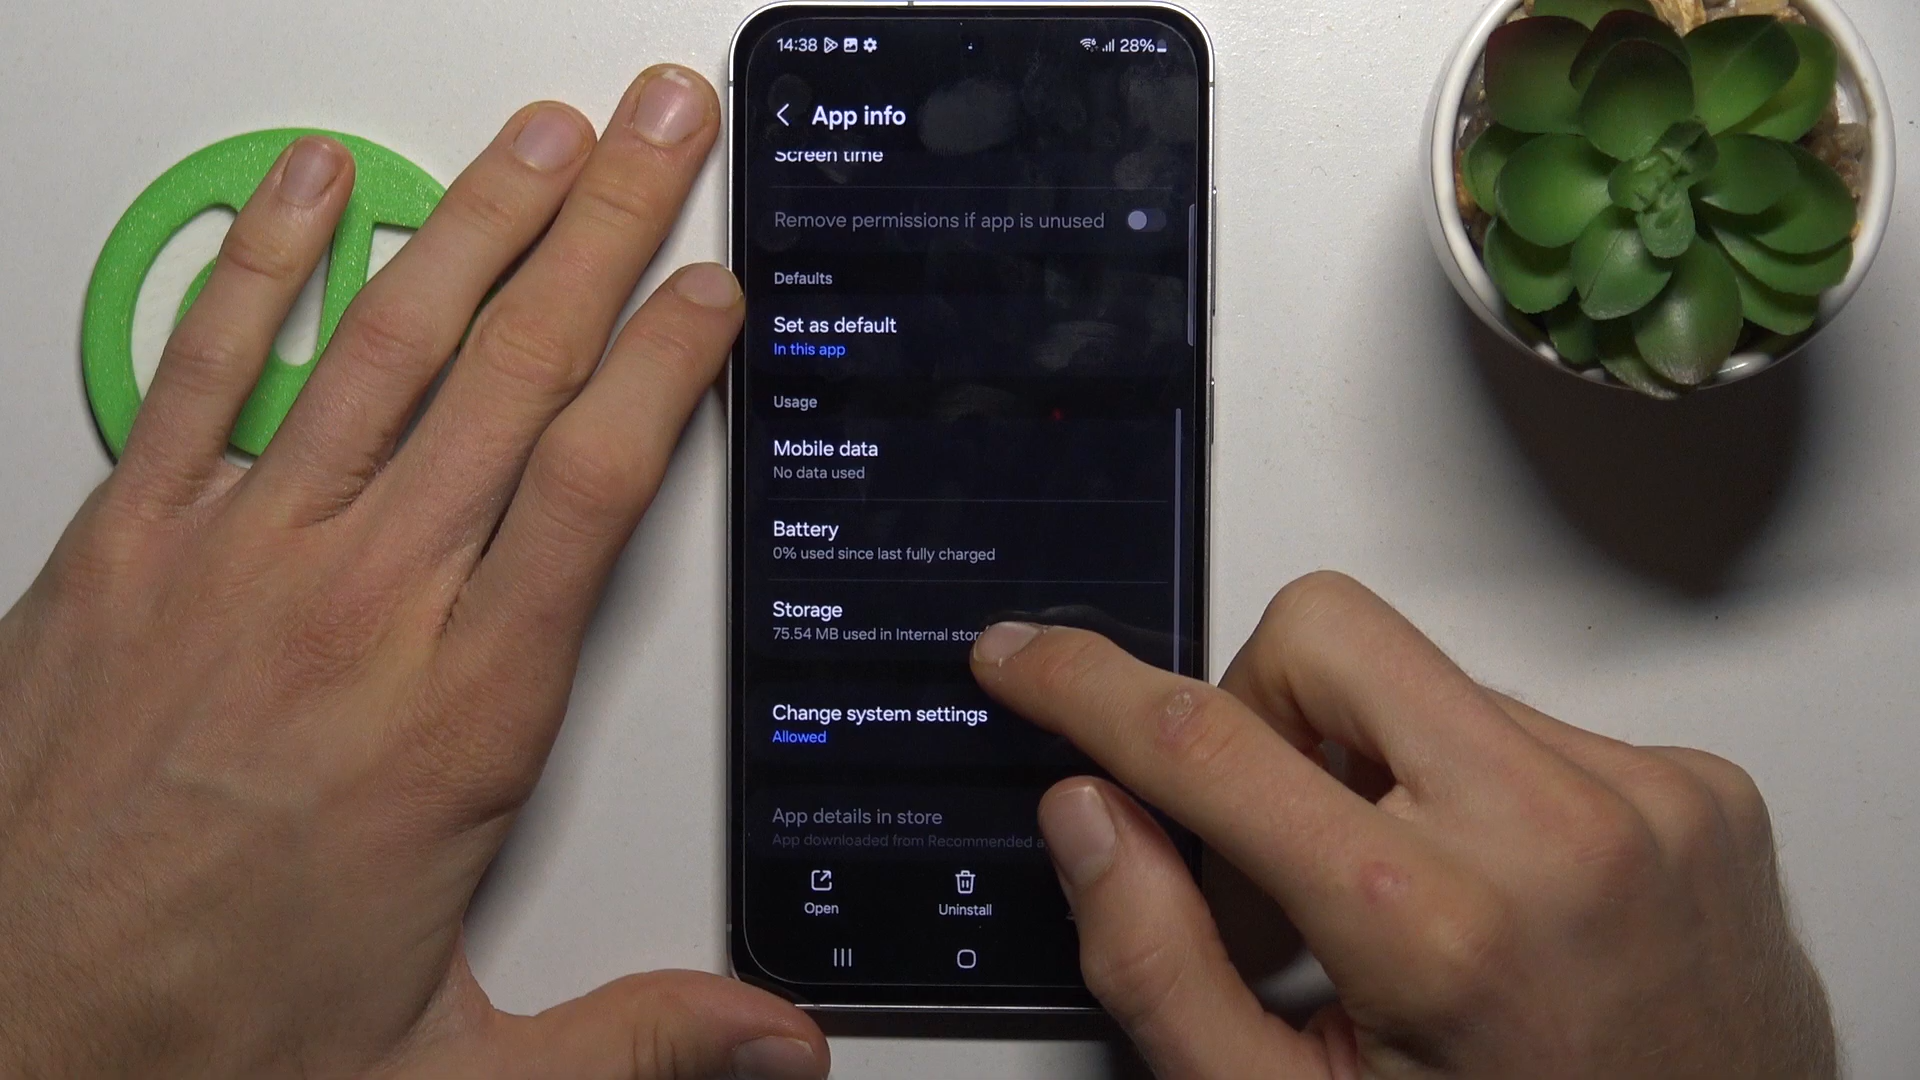 14:38 28%
App info
Screen time
Remove permissions if app is unused
Defaults
Set as default
In this app
Usage
Mobile data
No data used
Battery
0% used since last fully charged
Storage
75.54 MB used in Internal
Change system settings
Allowed
App details in store
App downloaded from Recommended
Open
Uninstall